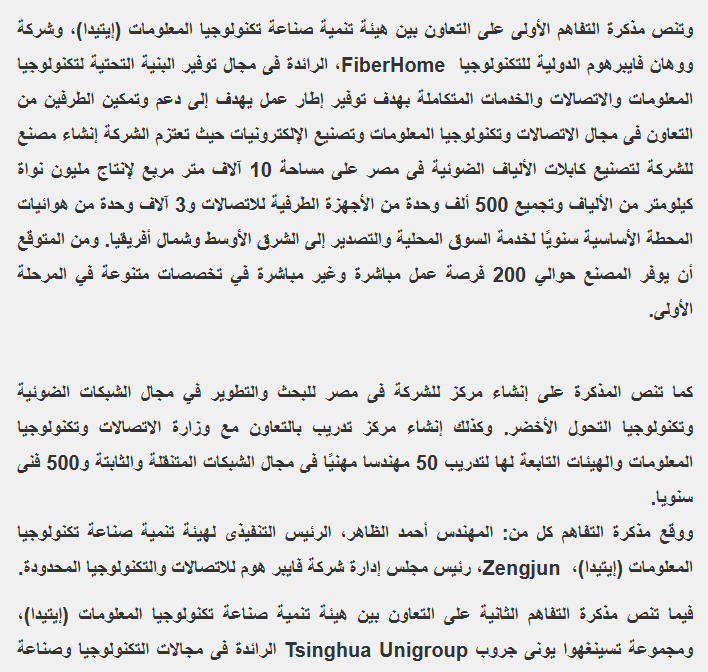 وتنص مذكرة التفاهم الأولى على التعاون بين هيئة تنمية صناعة تكنولوجيا المعلومات (إيتيدا)، وشركة
ووهان فايبرهوم الدولية للتكنولوجيا FiberHome، الرائدة فى مجال توفير البنية التحتية لتكنولوجيا
المعلومات والاتصالات والخدمات المتكاملة بهدف توفير إطار عمل يهدف إلى دعم وتمكين الطرفين من
التعاون فى مجال الاتصالات وتكنولوجيا المعلومات وتصنيع الإلكترونيات حيث تعتزم الشركة إنشاء مصنع
للشركة لتصنيع كابلات الألياف الضوئية فى مصر على مساحة 10 آلاف متر مربع لإنتاج مليون نواة
كيلومتر من الألياف وتجميع 500 ألف وحدة من الأجهزة الطرفية للاتصالات و3 آلاف وحدة من هوائيات
المحطة الأساسية سنويًا لخدمة السوق المحلية والتصدير إلى الشرق الأوسط وشمال أفريقيا. ومن المتوقع
أن يوفر المصنع حوالي 200 فرصة عمل مباشرة وغير مباشرة في تخصصات متنوعة في المرحلة
الأولى.
كما تنص المذكرة على إنشاء مركز للشركة فى مصر للبحث والتطوير في مجال الشبكات الضوئية
وتكنولوجيا التحول الأخضر. وكذلك إنشاء مركز تدريب بالتعاون مع وزارة الاتصالات وتكنولوجيا
المعلومات والهيئات التابعة لها لتدريب 50 مهندسا مهنيًا فى مجال الشبكات المتنقلة والثابتة و500 فنى
سنويا.
ووقع مذكرة التفاهم كل من: المهندس أحمد الظاهر، الرئيس التنفيذى لهيئة تنمية صناعة تكنولوجيا
المعلومات (إيتيدا)، Zengjun، رئيس مجلس إدارة شركة فايبر هوم للاتصالات والتكنولوجيا المحدودة.
فيما تنص مذكرة التفاهم الثانية على التعاون بين هيئة تنمية صناعة تكنولوجيا المعلومات (إيتيدا)،
ومجموعة تسينغهوا يونى جروب Tsinghua Unigroup الرائدة فى مجالات التكنولوجيا وصناعة